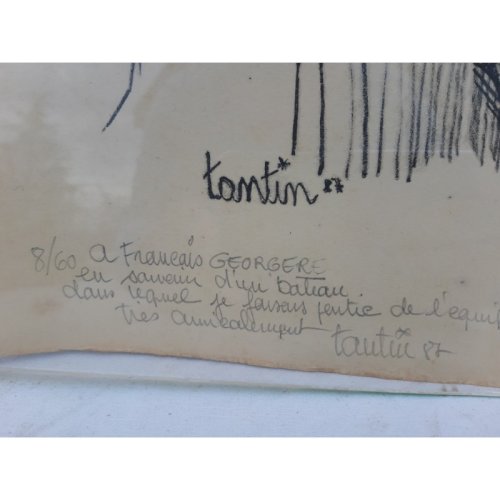 tantin 87
8/60 a François GEORGERE
en souvenir d'un bateau
dans lequel je faisais partie de l'equip
très amicalement tantin 87